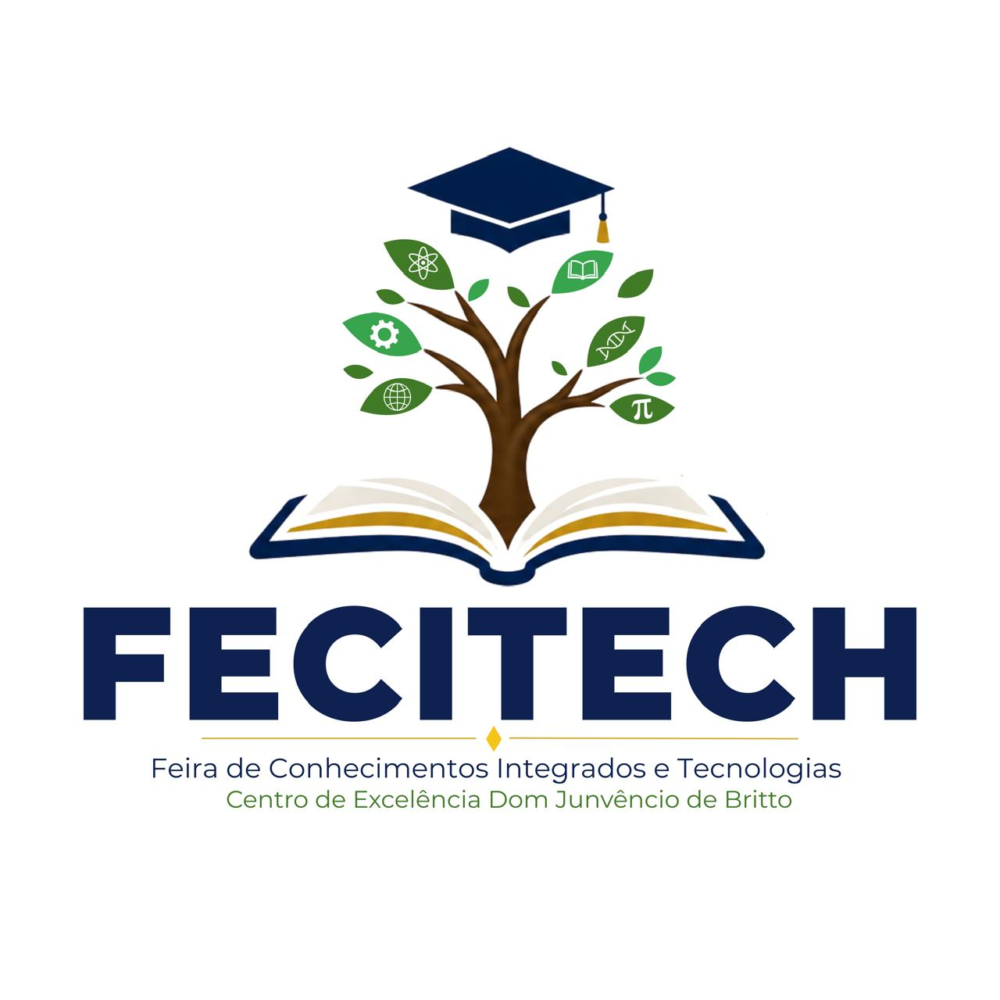 π
FECITECH
Feira de Conhecimentos Integrados e Tecnologias
Centro de Excelência Dom Junvêncio de Britto